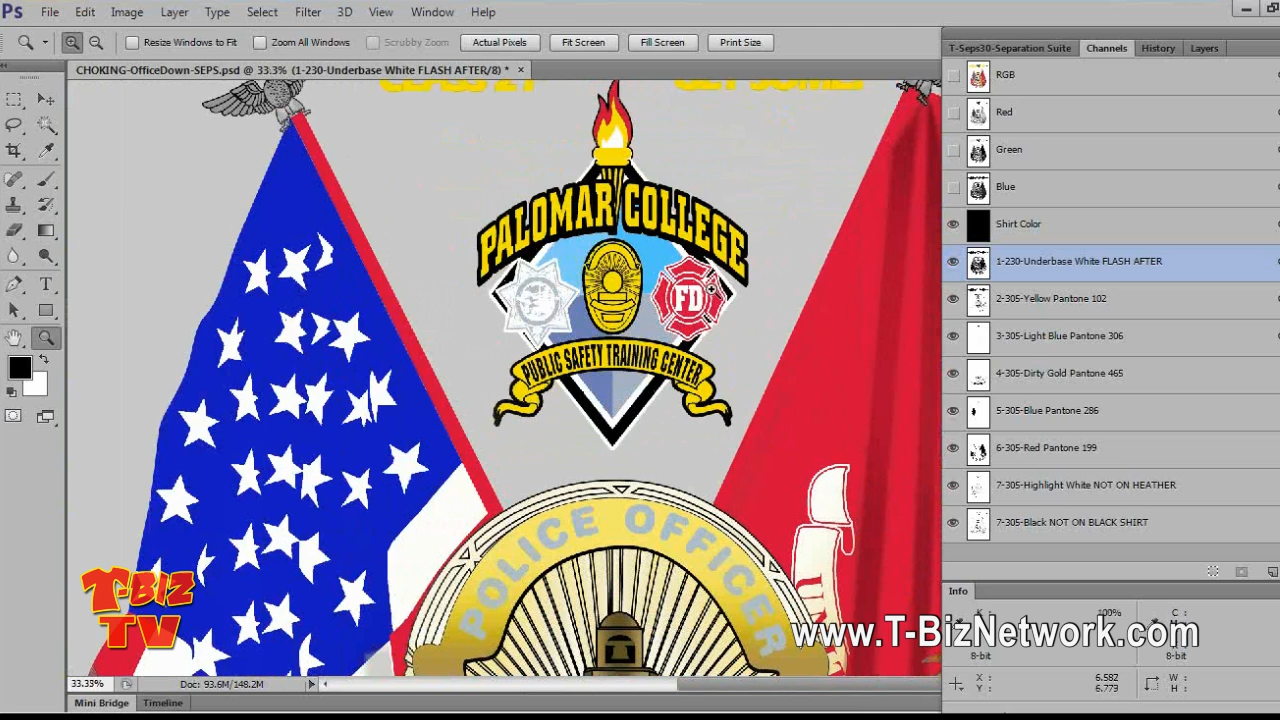 Ps File Edit Image Layer Type Select Filter 3D View Window Help
Resize Windows to Fit Zoom All Windows Scrubby Zoom Actual Pixels Fit Screen Fill Screen Print Size
CHOKING-OfficeDown-SEPS.psd @ 33.3% (1-230-Underbase White FLASH AFTER/8) * ×
T-Seps30-Separation Suite Channels History Layers
RGB
Red
Green
Blue
Shirt Color
1-230-Underbase White FLASH AFTER
2-305-Yellow Pantone 102
3-305-Light Blue Pantone 306
4-305-Dirty Gold Pantone 465
5-305-Blue Pantone 286
6-305-Red Pantone 199
7-305-Highlight White NOT ON HEATHER
7-305-Black NOT ON BLACK SHIRT
PALOMAR COLLEGE
FD
PUBLIC SAFETY TRAINING CENTER
POLICE OFFICER
T-BIZ
TV
www.T-BizNetwork.com
Info
K : 100% C :
8-bit 8-bit
X : 6.582 W :
Y : 6.773 H :
33.33% Doc: 93.6M/148.2M
Mini Bridge Timeline